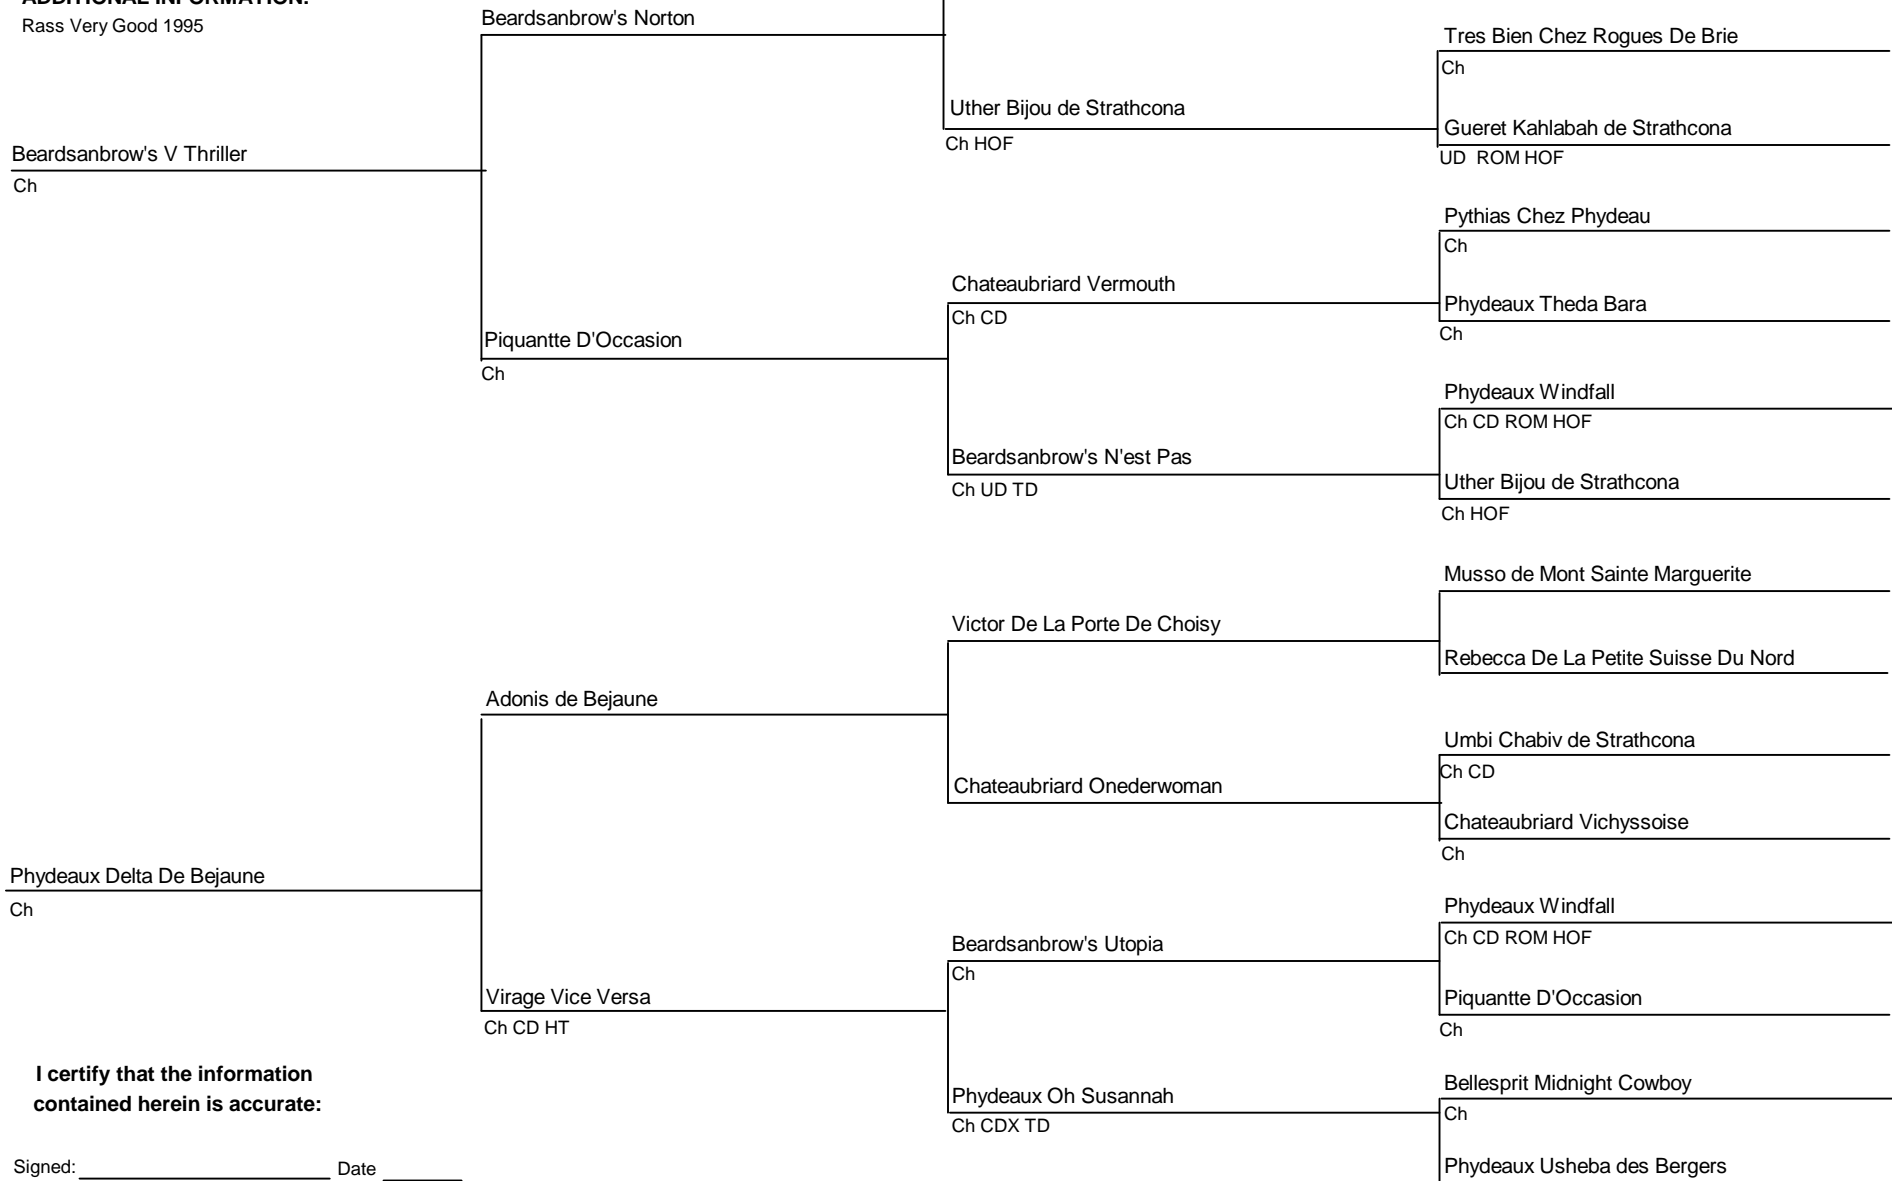 ADDITIONAL INFORMATION:
Rass Very Good 1995
Beardsanbrow's V Thriller
Ch
Phydeaux Delta De Bejaune
Ch
I certify that the information
contained herein is accurate:
Signed: Date
Beardsanbrow's Norton
Piquantte D'Occasion
Ch
Adonis de Bejaune
Virage Vice Versa
Ch CD HT
Uther Bijou de Strathcona
Ch HOF
Chateaubriard Vermouth
Ch CD
Beardsanbrow's N'est Pas
Ch UD TD
Victor De La Porte De Choisy
Chateaubriard Onederwoman
Beardsanbrow's Utopia
Ch
Phydeaux Oh Susannah
Ch CDX TD
Tres Bien Chez Rogues De Brie
Ch
Gueret Kahlabah de Strathcona
UD ROM HOF
Pythias Chez Phydeau
Ch
Phydeaux Theda Bara
Ch
Phydeaux Windfall
Ch CD ROM HOF
Uther Bijou de Strathcona
Ch HOF
Musso de Mont Sainte Marguerite
Rebecca De La Petite Suisse Du Nord
Umbi Chabiv de Strathcona
Ch CD
Chateaubriard Vichyssoise
Ch
Phydeaux Windfall
Ch CD ROM HOF
Piquantte D'Occasion
Ch
Bellesprit Midnight Cowboy
Ch
Phydeaux Usheba des Bergers